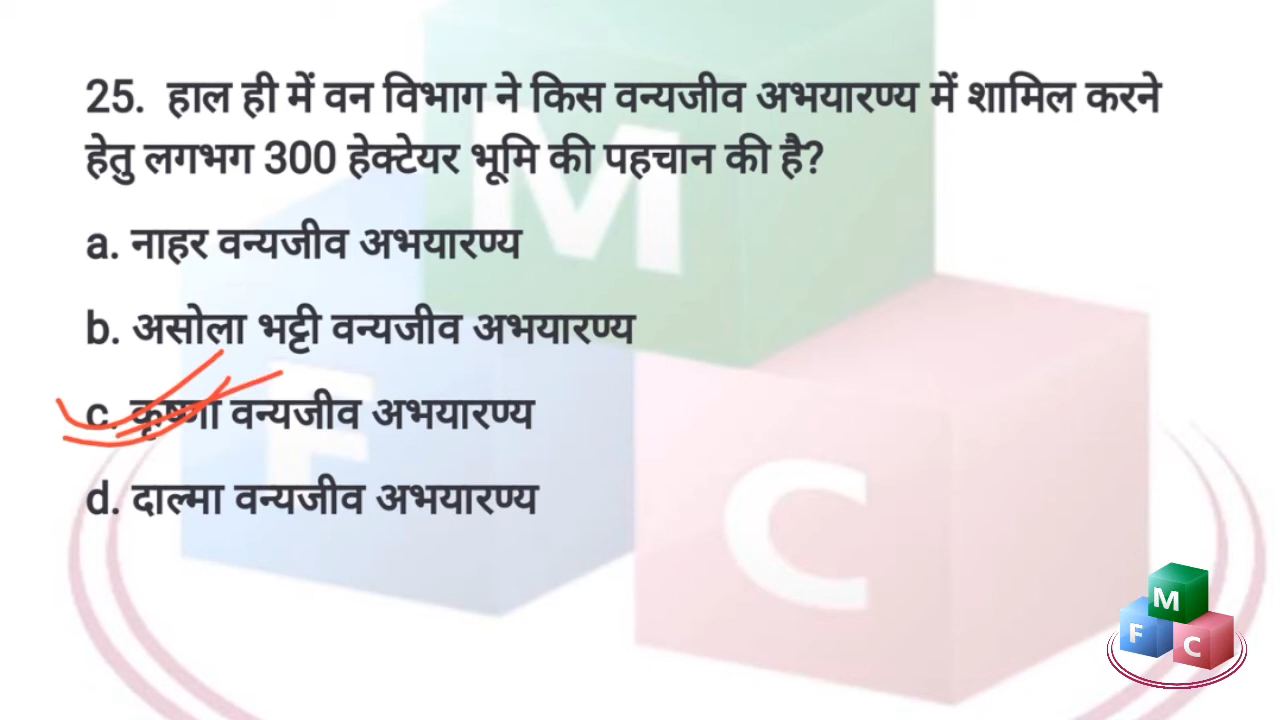 25. हाल ही में वन विभाग ने किस वन्यजीव अभयारण्य में शामिल करने
हेतु लगभग 300 हेक्टेयर भूमि की पहचान की है?
a. नाहर वन्यजीव अभयारण्य
b. असोला भट्टी वन्यजीव अभयारण्य
c. कृष्णा वन्यजीव अभयारण्य
d. दाल्मा वन्यजीव अभयारण्य
M
F
C
M
F
C